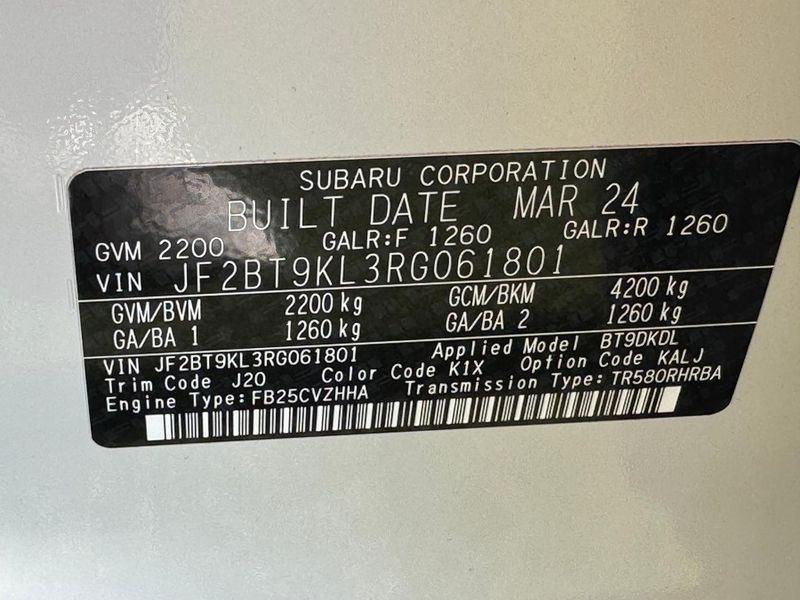 SUBARU CORPORATION
BUILT DATE MAR 24
GVM 2200 GALR:F 1260 GALR:R 1260
VIN JF2BT9KL3RG061801
GVM/BVM 2200 kg GCM/BKM 4200 kg
GA/BA 1 1260 kg GA/BA 2 1260 kg
VIN JF2BT9KL3RG061801 Applied Model BT9DKDL
Trim Code J20 Color Code K1X Option Code KALJ
Engine Type:FB25CVZHHA Transmission Type:TR580RHRBA